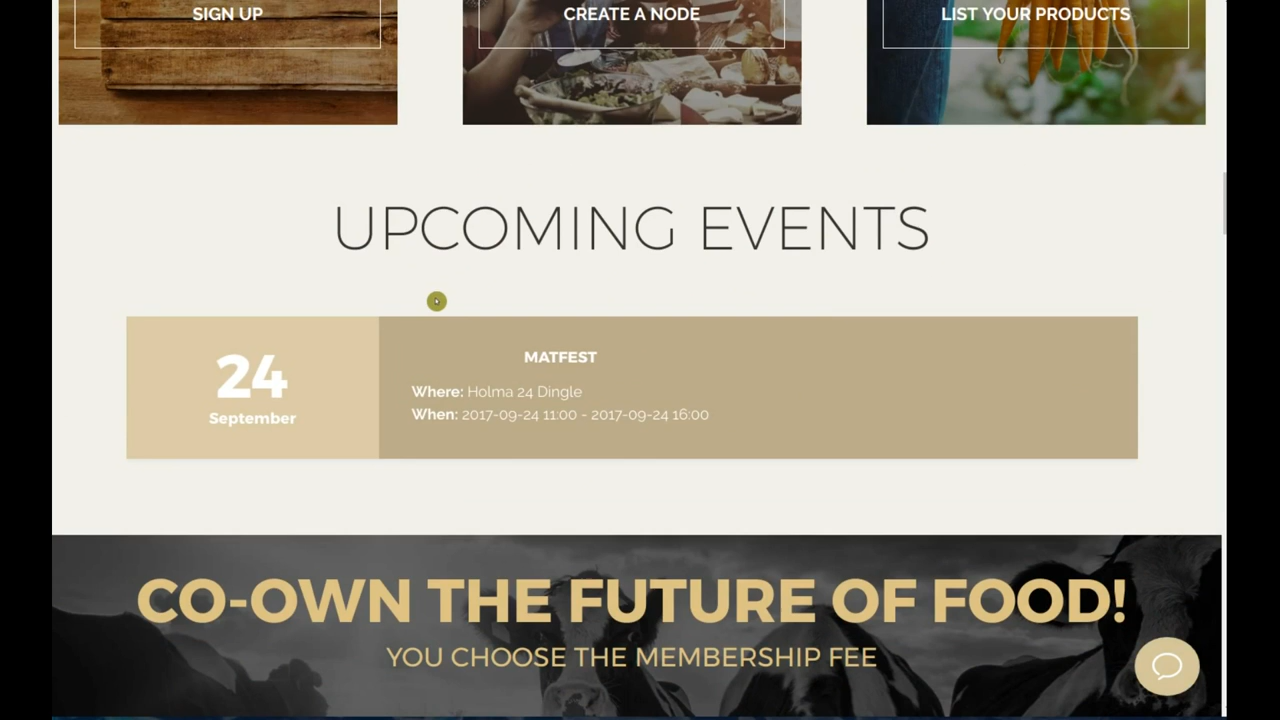 SIGN UP
CREATE A NODE
LIST YOUR PRODUCTS
UPCOMING EVENTS
24
September
MATFEST
Where: Holma 24 Dingle
When: 2017-09-24 11:00 - 2017-09-24 16:00
CO-OWN THE FUTURE OF FOOD!
YOU CHOOSE THE MEMBERSHIP FEE